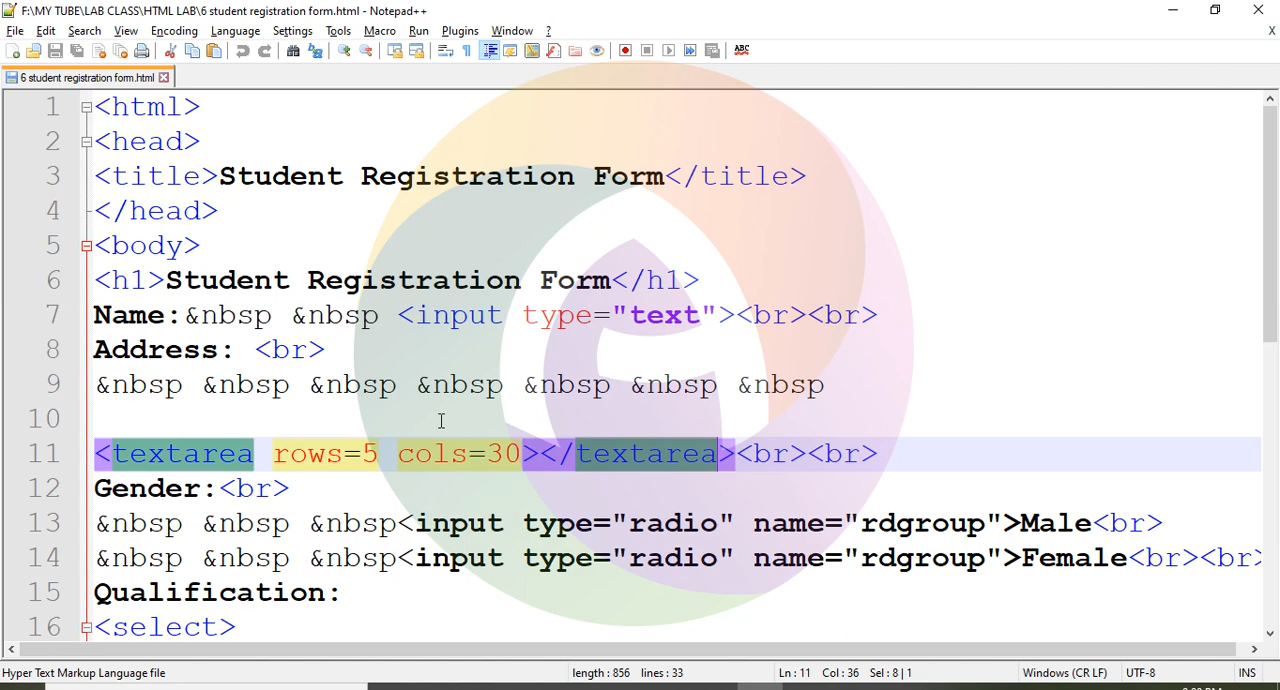 F:\MY TUBE\LAB CLASS\HTML LAB\6 student registration form.html - Notepad++
File Edit Search View Encoding Language Settings Tools Macro Run Plugins Window ? X
ABC
6 student registration form.html
1 <html>
2 <head>
3 <title>Student Registration Form</title>
4 </head>
5 <body>
6 <h1>Student Registration Form</h1>
7 Name:&nbsp &nbsp <input type="text"><br><br>
8 Address: <br>
9 &nbsp &nbsp &nbsp &nbsp &nbsp &nbsp &nbsp
10
11 <textarea rows=5 cols=30></textarea><br><br>
12 Gender:<br>
13 &nbsp &nbsp &nbsp<input type="radio" name="rdgroup">Male<br>
14 &nbsp &nbsp &nbsp<input type="radio" name="rdgroup">Female<br><br>
15 Qualification:
16 <select>
Hyper Text Markup Language file length : 856 lines : 33 Ln : 11 Col : 36 Sel : 8 | 1 Windows (CR LF) UTF-8 INS